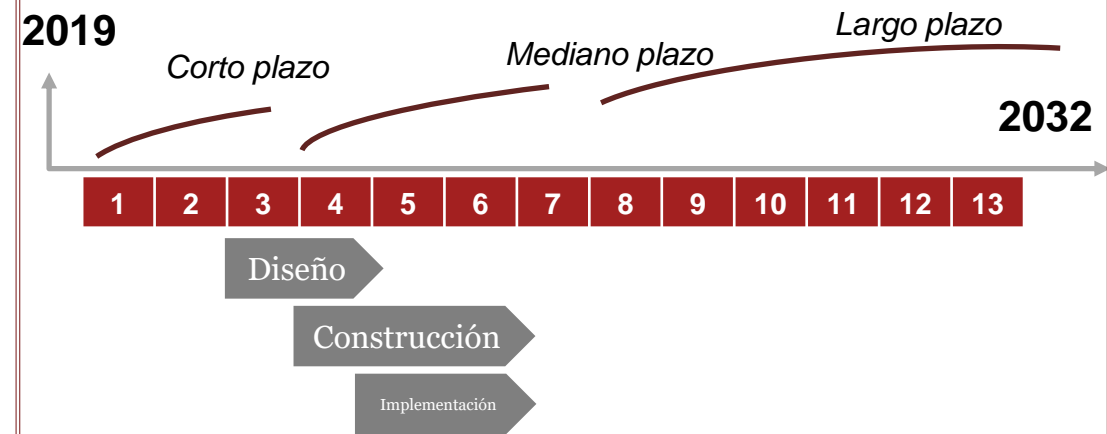 2019
Corto plazo
Mediano plazo
Largo plazo
2032
1 2 3 4 5 6 7 8 9 10 11 12 13
Diseño
Construcción
Implementación